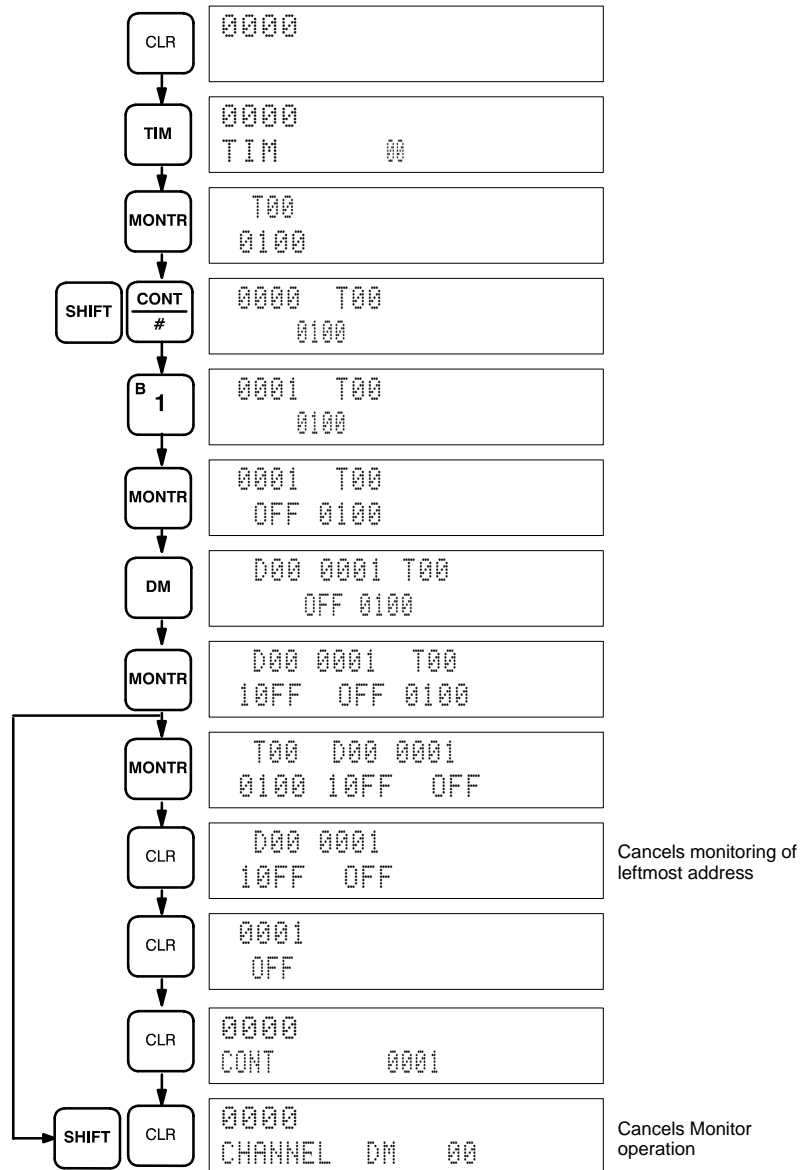 CLR
0000
TIM
0000
TIM 00
MONTR
T00
0100
SHIFT
CONT
#
0000 T00
0100
B
1
0001 T00
0100
MONTR
0001 T00
OFF 0100
DM
D00 0001 T00
OFF 0100
MONTR
D00 0001 T00
10FF OFF 0100
MONTR
T00 D00 0001
0100 10FF OFF
CLR
D00 0001
10FF OFF
Cancels monitoring of
leftmost address
CLR
0001
OFF
CLR
0000
CONT 0001
SHIFT
CLR
0000
CHANNEL DM 00
Cancels Monitor
operation